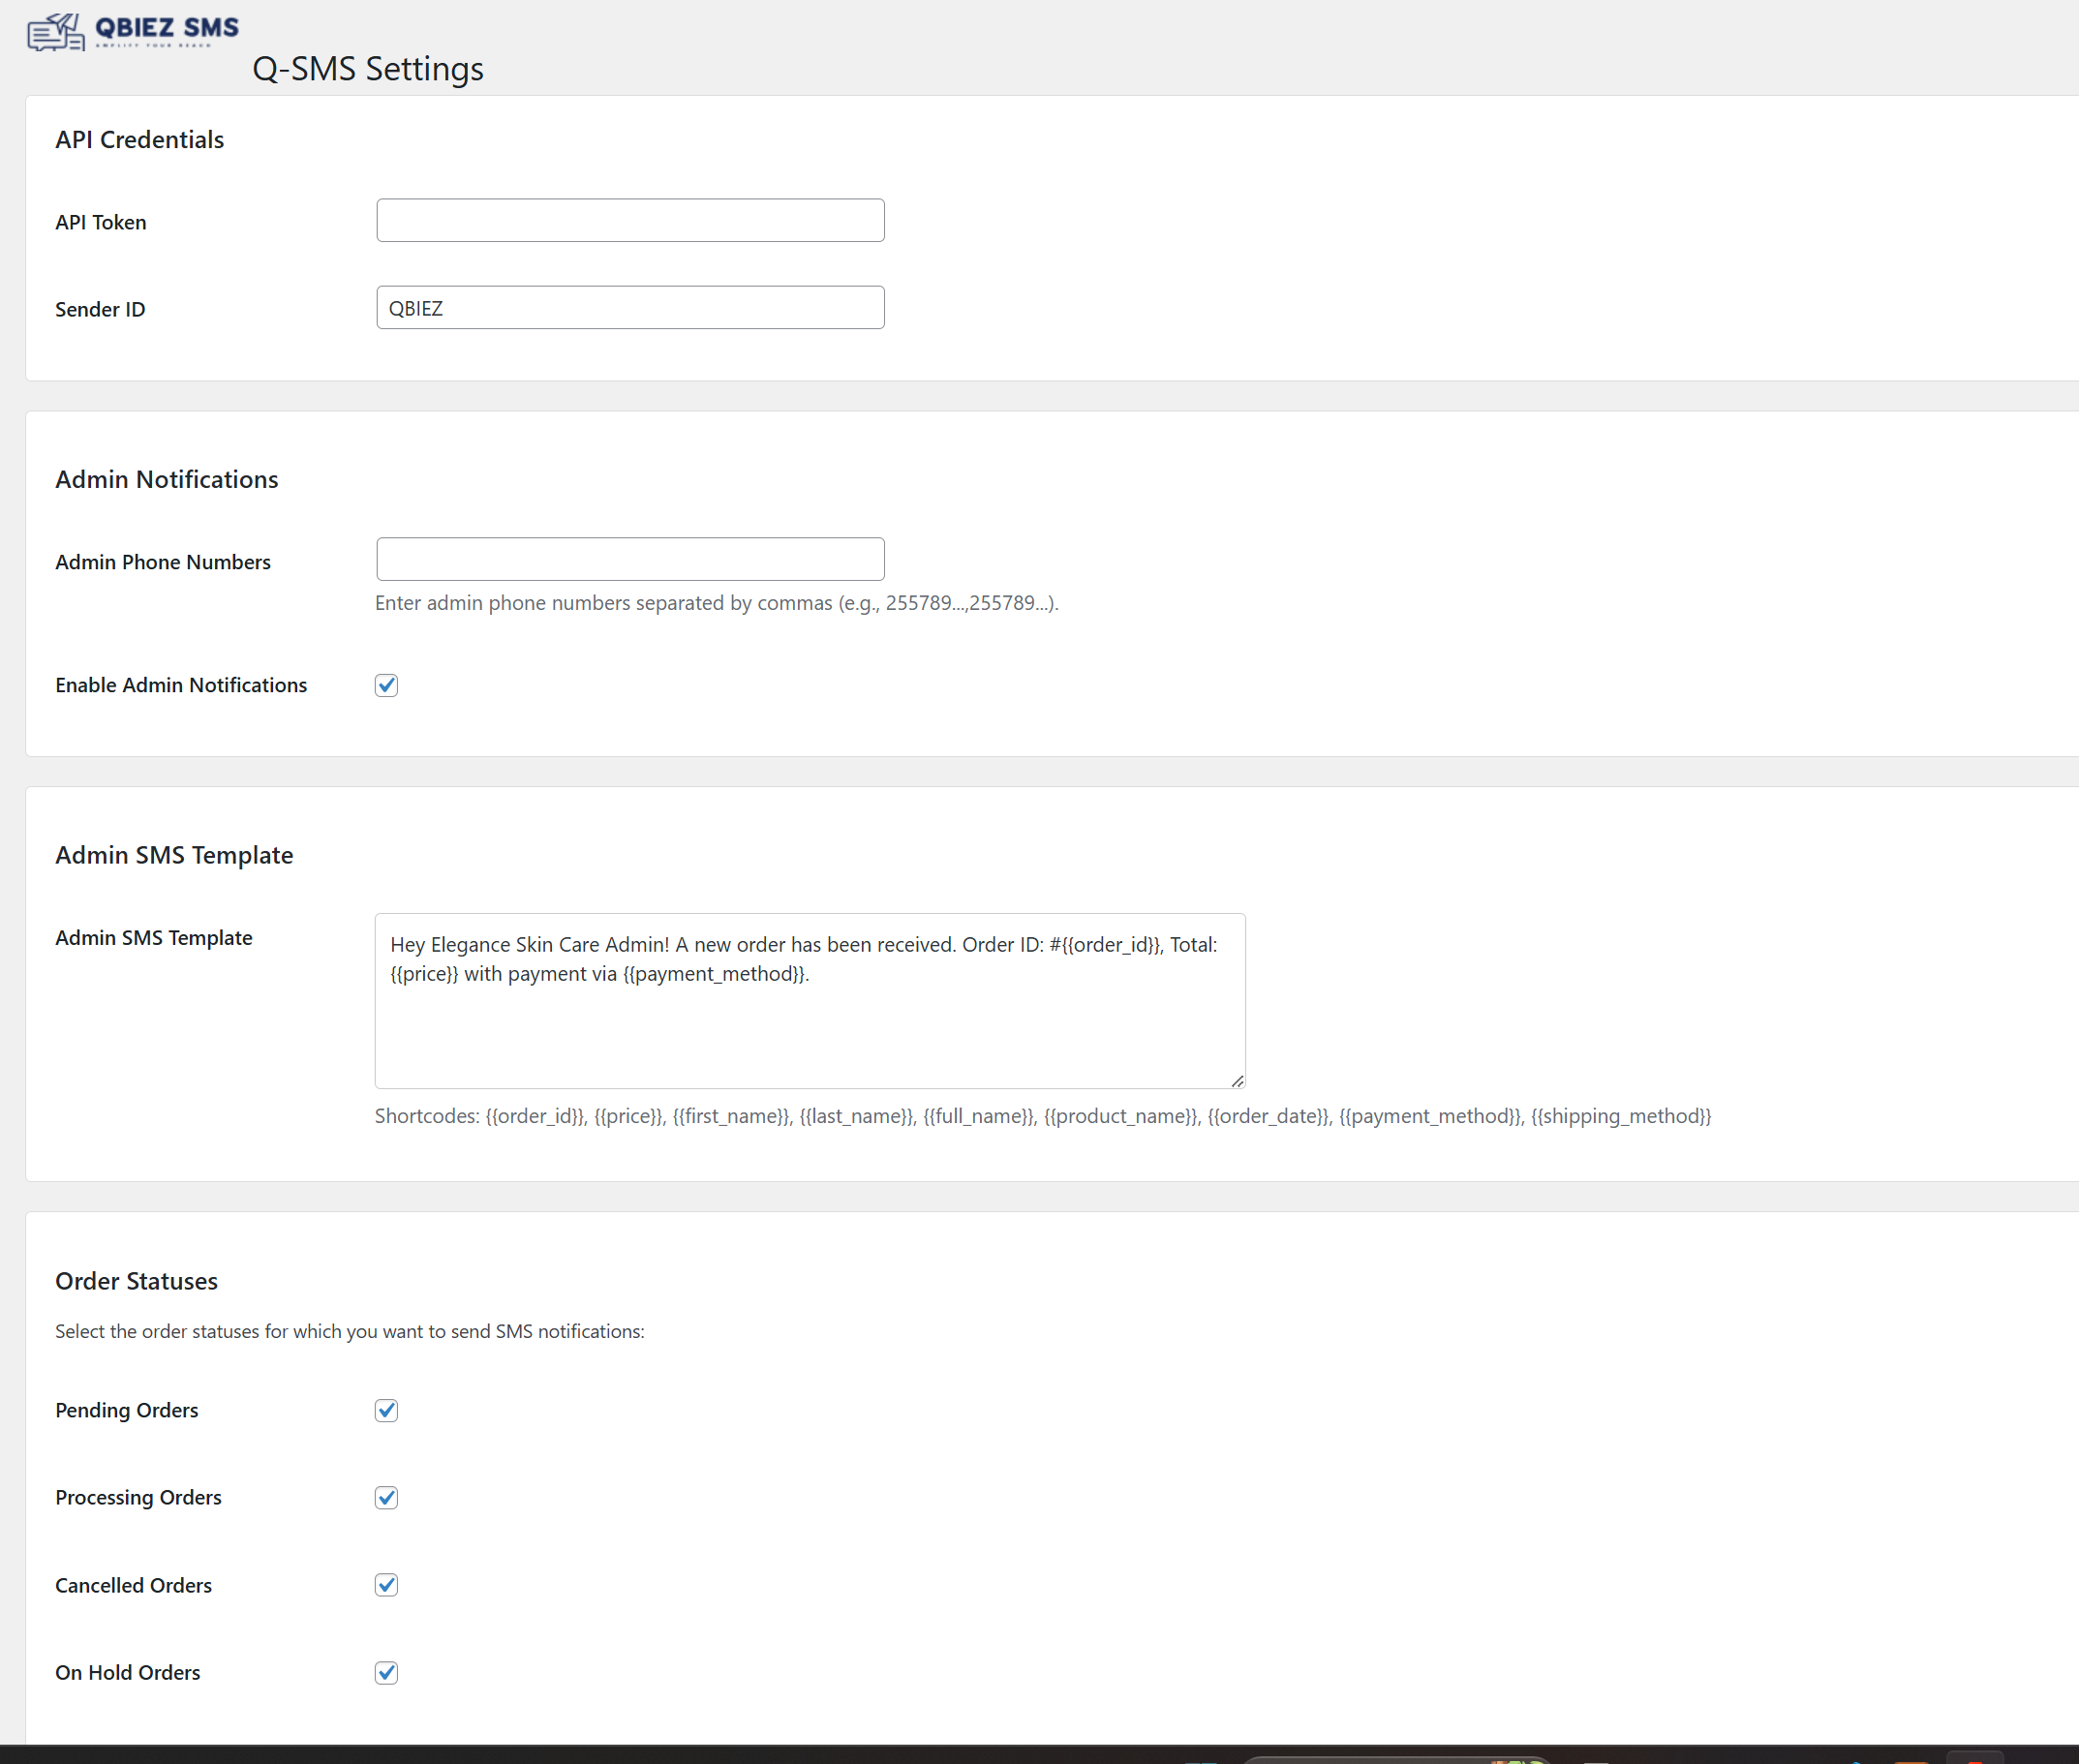 QBIEZ SMS
AMPLIFY YOUR REACH
Q-SMS Settings
API Credentials
API Token
Sender ID
QBIEZ
Admin Notifications
Admin Phone Numbers
Enter admin phone numbers separated by commas (e.g., 255789...,255789...).
Enable Admin Notifications
Admin SMS Template
Admin SMS Template
Hey Elegance Skin Care Admin! A new order has been received. Order ID: #{{order_id}}, Total:
{{price}} with payment via {{payment_method}}.
Shortcodes: {{order_id}}, {{price}}, {{first_name}}, {{last_name}}, {{full_name}}, {{product_name}}, {{order_date}}, {{payment_method}}, {{shipping_method}}
Order Statuses
Select the order statuses for which you want to send SMS notifications:
Pending Orders
Processing Orders
Cancelled Orders
On Hold Orders